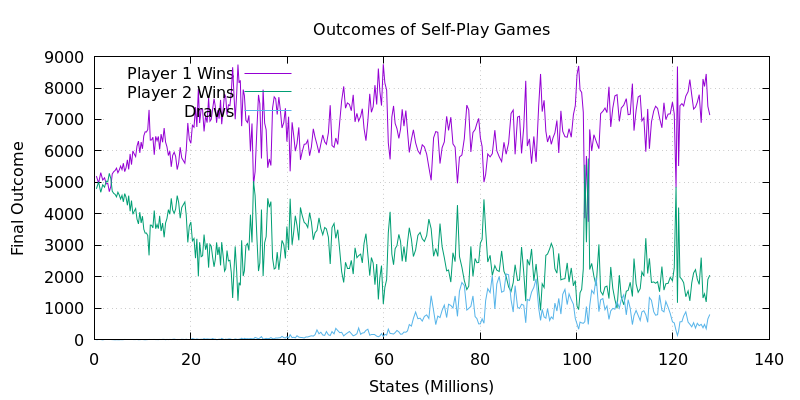 Outcomes of Self-Play Games
Final Outcome
9000
8000
7000
6000
5000
4000
3000
2000
1000
0
Player 1 Wins
Player 2 Wins
Draws
0 20 40 60 80 100 120 140
States (Millions)